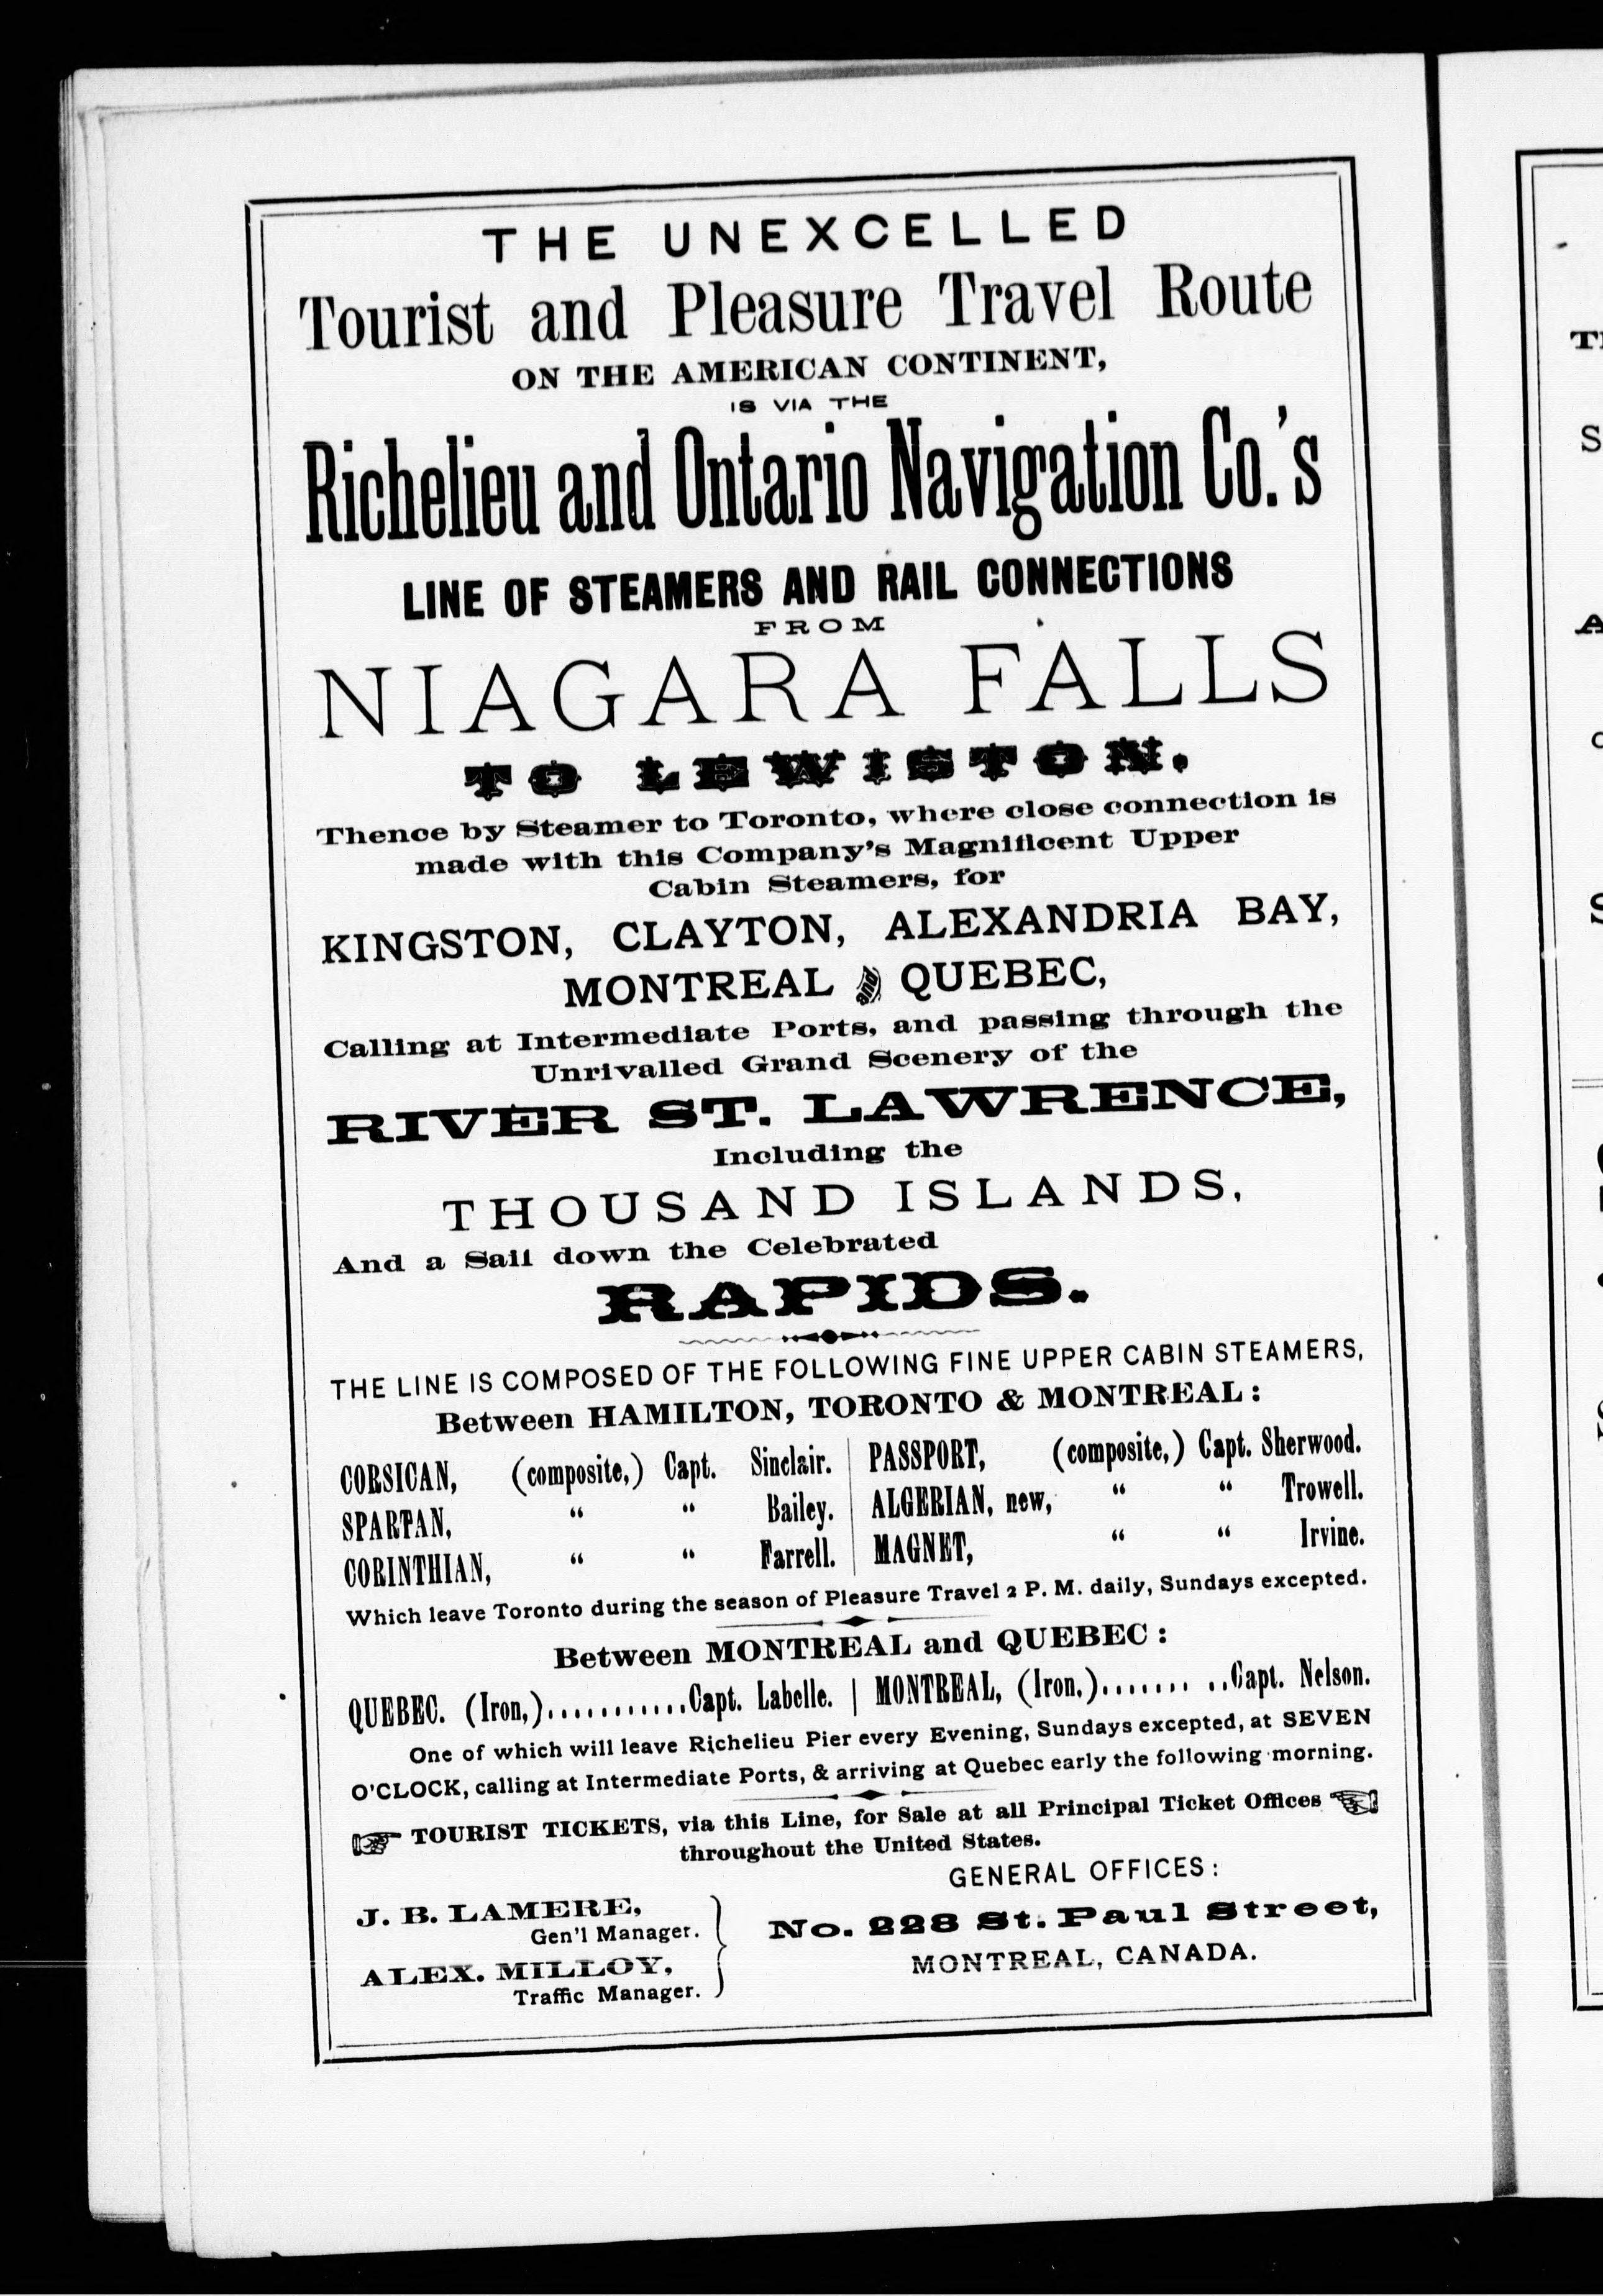 THE UNEXCELLED
Tourist and Pleasure Travel Route
ON THE AMERICAN CONTINENT,
IS VIA THE
Richelieu and Ontario Navigation Co.'s
LINE OF STEAMERS AND RAIL CONNECTIONS
FROM
NIAGARA FALLS
TO LEWISTON.
Thence by Steamer to Toronto, where close connection is
made with this Company's Magnificent Upper
Cabin Steamers, for
KINGSTON, CLAYTON, ALEXANDRIA BAY,
MONTREAL and QUEBEC,
Calling at Intermediate Ports, and passing through the
Unrivalled Grand Scenery of the
RIVER ST. LAWRENCE,
Including the
THOUSAND ISLANDS,
And a Sail down the Celebrated
RAPIDS.
THE LINE IS COMPOSED OF THE FOLLOWING FINE UPPER CABIN STEAMERS,
Between HAMILTON, TORONTO & MONTREAL:
CORSICAN, (composite,) Capt. Sinclair. | PASSPORT, (composite,) Capt. Sherwood.
SPARTAN, " " Bailey. | ALGERIAN, new, " " Trowell.
CORINTHIAN, " " Farrell. | MAGNET, " " Irvine.
Which leave Toronto during the season of Pleasure Travel 2 P. M. daily, Sundays excepted.
Between MONTREAL and QUEBEC:
QUEBEC. (Iron,)...........Capt. Labelle. | MONTREAL, (Iron,)....... ..Capt. Nelson.
One of which will leave Richelieu Pier every Evening, Sundays excepted, at SEVEN
O'CLOCK, calling at Intermediate Ports, & arriving at Quebec early the following morning.
TOURIST TICKETS, via this Line, for Sale at all Principal Ticket Offices
throughout the United States.
GENERAL OFFICES:
J. B. LAMERE,
Gen'l Manager.
ALEX. MILLOY,
Traffic Manager.
No. 228 St. Paul Street,
MONTREAL, CANADA.